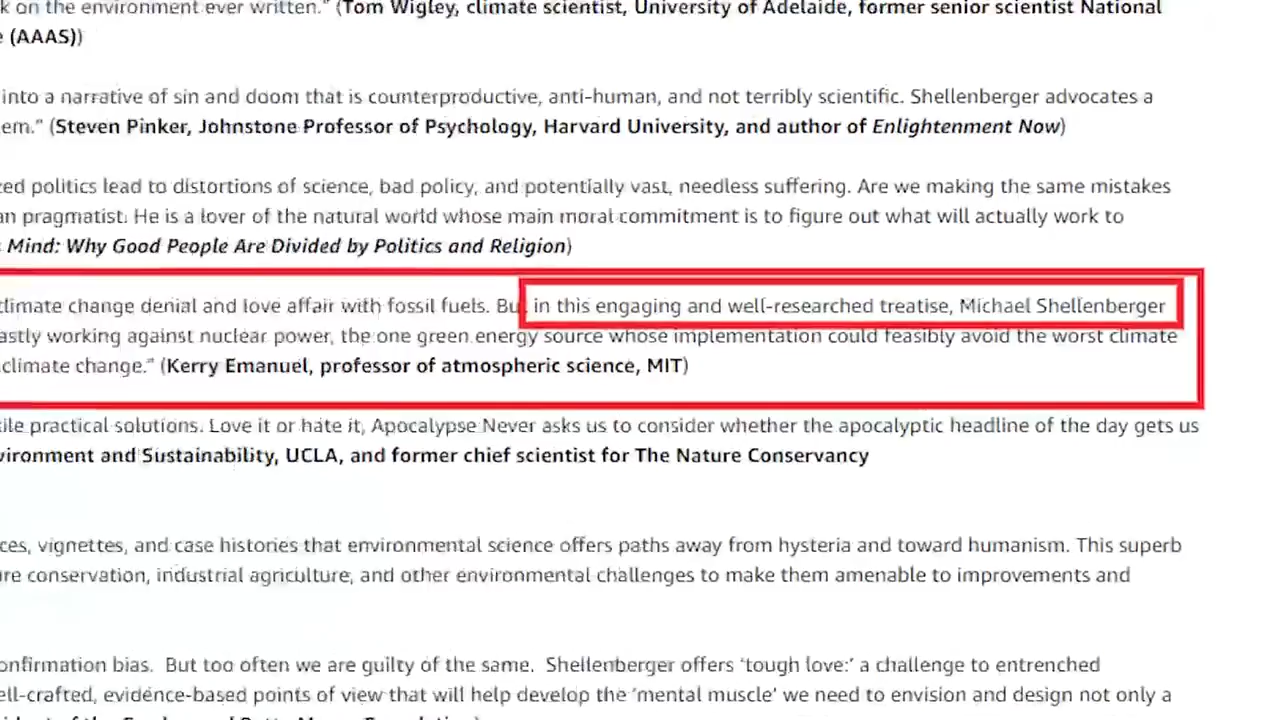 k on the environment ever written." (Tom Wigley, climate scientist, University of Adelaide, former senior scientist National
e (AAAS))
into a narrative of sin and doom that is counterproductive, anti-human, and not terribly scientific. Shellenberger advocates a
em." (Steven Pinker, Johnstone Professor of Psychology, Harvard University, and author of Enlightenment Now)
zed politics lead to distortions of science, bad policy, and potentially vast, needless suffering. Are we making the same mistakes
an pragmatist. He is a lover of the natural world whose main moral commitment is to figure out what will actually work to
Mind: Why Good People Are Divided by Politics and Religion)
climate change denial and love affair with fossil fuels. But in this engaging and well-researched treatise, Michael Shellenberger
astly working against nuclear power, the one green energy source whose implementation could feasibly avoid the worst climate
climate change." (Kerry Emanuel, professor of atmospheric science, MIT)
ile practical solutions. Love it or hate it, Apocalypse Never asks us to consider whether the apocalyptic headline of the day gets us
vironment and Sustainability, UCLA, and former chief scientist for The Nature Conservancy
ces, vignettes, and case histories that environmental science offers paths away from hysteria and toward humanism. This superb
ure conservation, industrial agriculture, and other environmental challenges to make them amenable to improvements and
onfirmation bias. But too often we are guilty of the same. Shellenberger offers 'tough love:' a challenge to entrenched
ell-crafted, evidence-based points of view that will help develop the 'mental muscle' we need to envision and design not only a